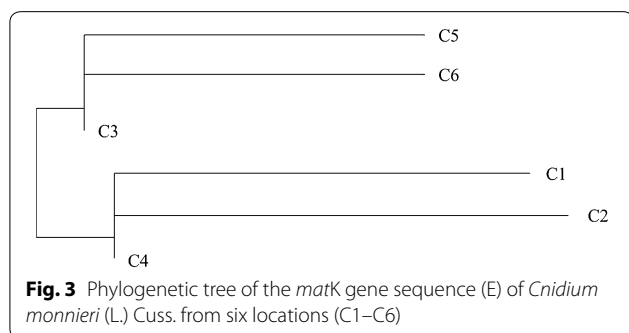 C5
C6
C3
C1
C2
C4
Fig. 3 Phylogenetic tree of the matK gene sequence (E) of Cnidium
monnieri (L.) Cuss. from six locations (C1–C6)